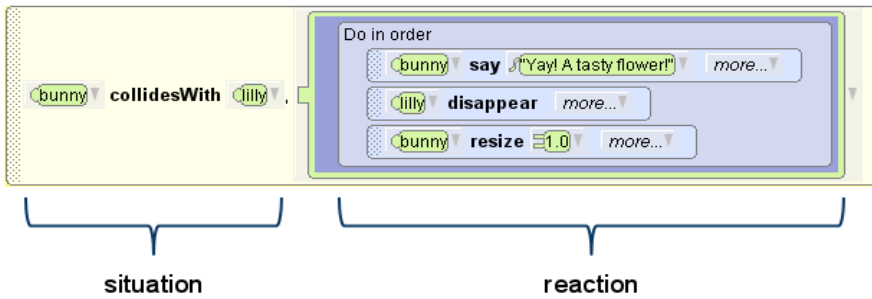 Do in order
bunny say "Yay! A tasty flower!" more...
bunny collidesWith lilly ,
lilly disappear more...
bunny resize 1.0 more...
situation reaction